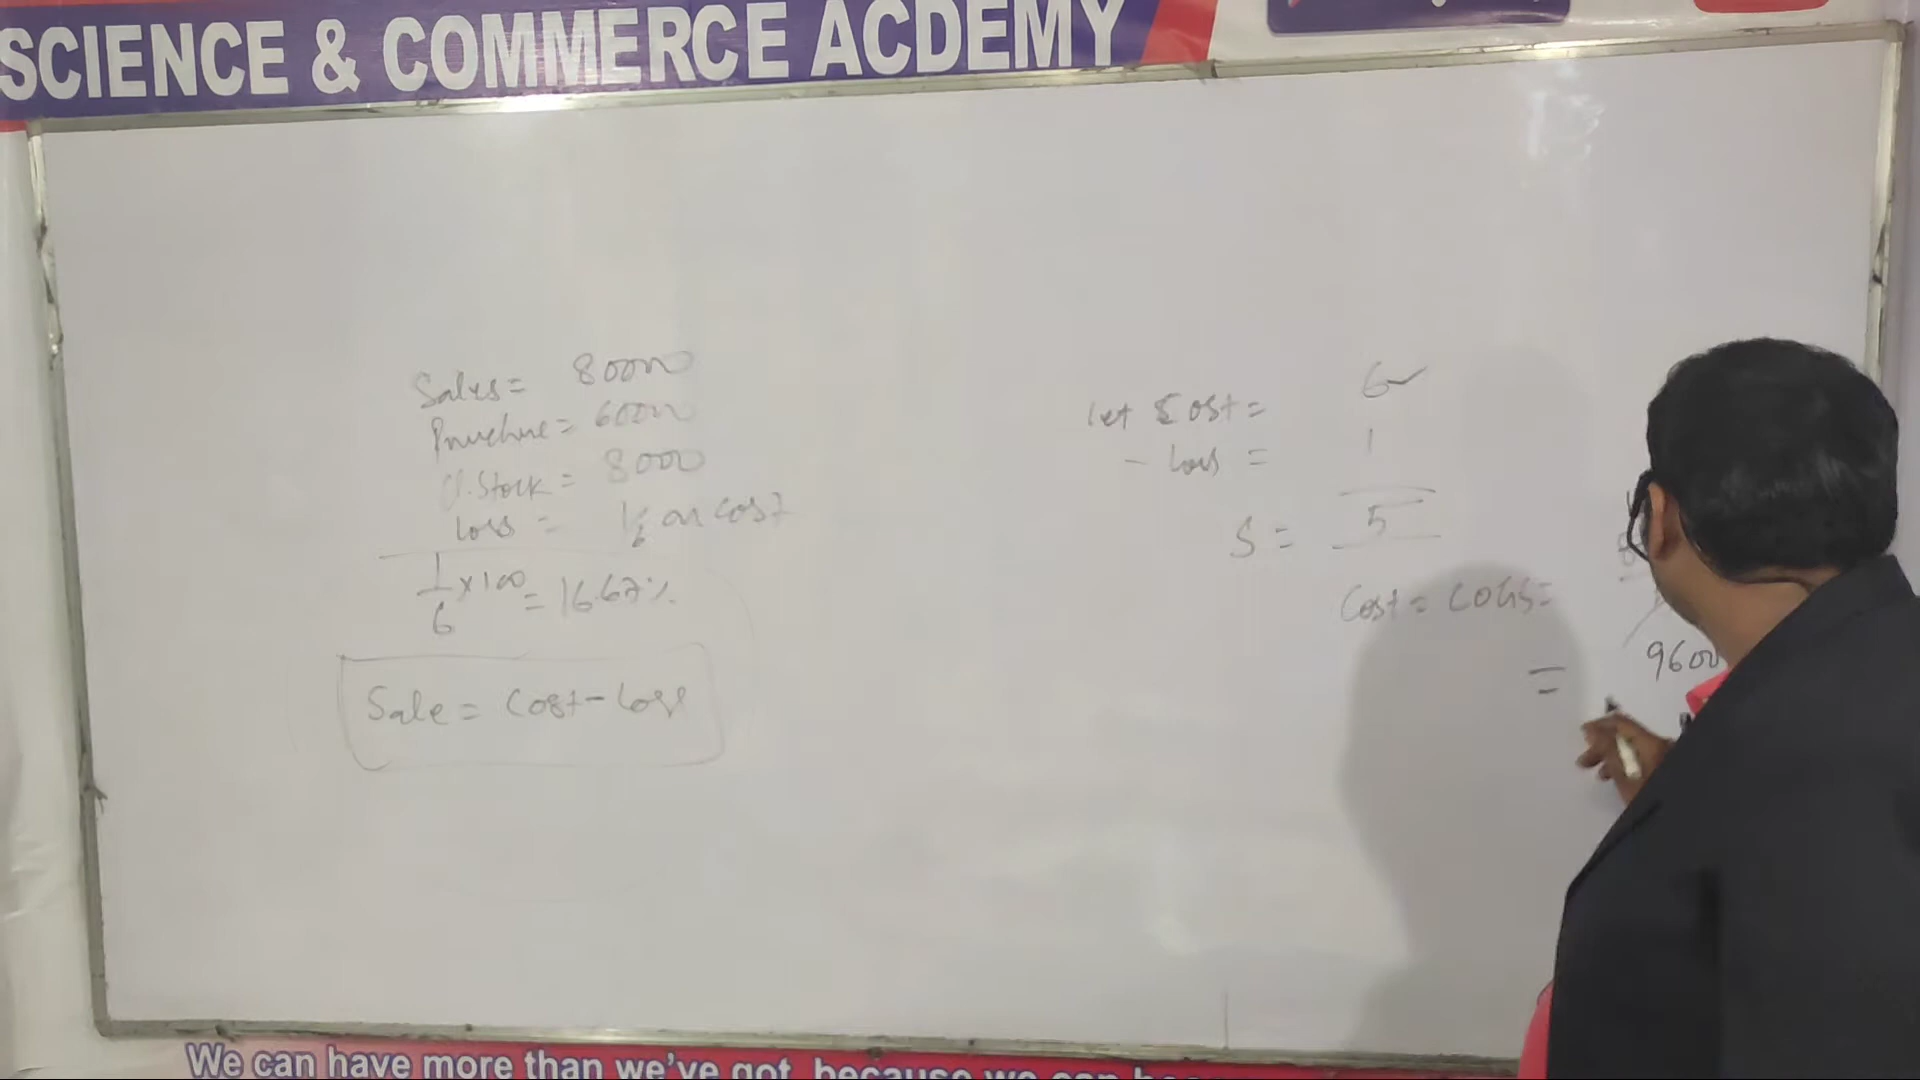 SCIENCE & COMMERCE ACDEMY
Sales = 80000
Purchase = 60000
Cl. Stock = 8000
Loss = 1/6 on cost
1/6 × 100 = 16.67%
Sale = Cost - Loss
let Cost = 6
- Loss = 1
S = 5
Cost = COGS =
= 9600
We can have more than we've got, because we can